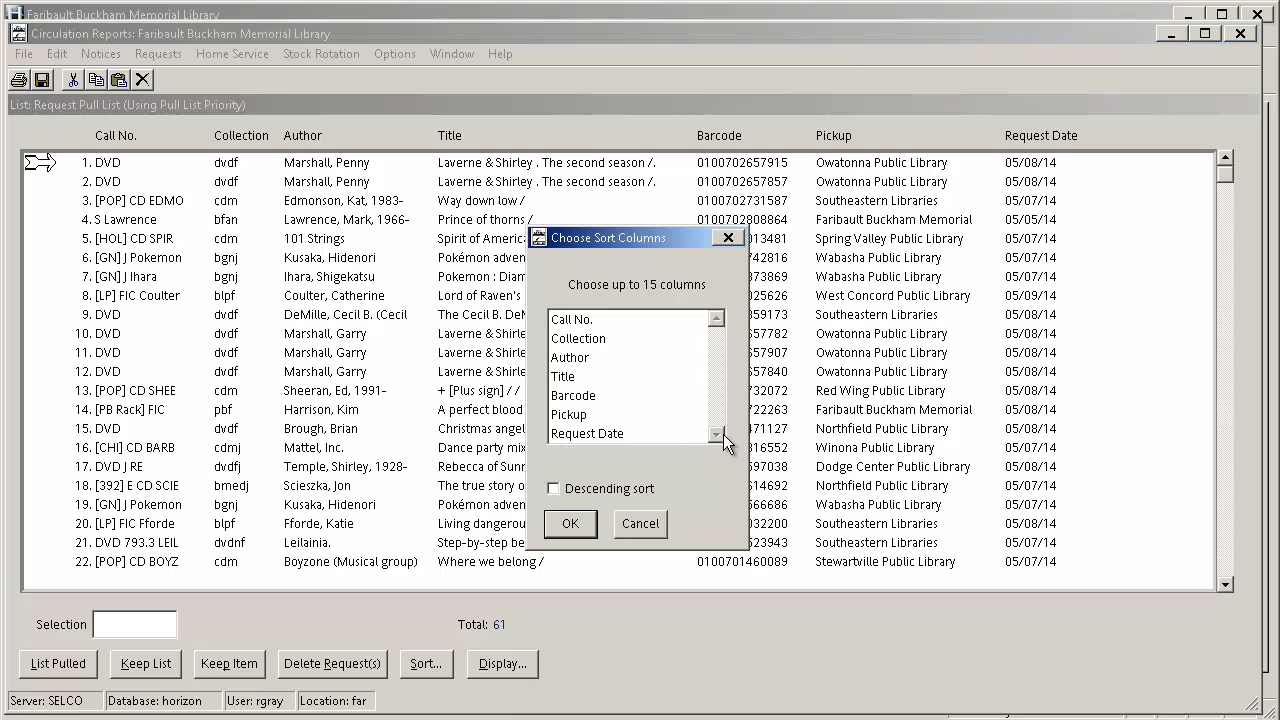 Faribault Buckham Memorial Library
Circulation Reports: Faribault Buckham Memorial Library
File Edit Notices Requests Home Service Stock Rotation Options Window Help
List: Request Pull List (Using Pull List Priority)
Call No. Collection Author Title Barcode Pickup Request Date
1. DVD dvdf Marshall, Penny Laverne & Shirley . The second season /. 0100702657915 Owatonna Public Library 05/08/14
2. DVD dvdf Marshall, Penny Laverne & Shirley . The second season /. 0100702657857 Owatonna Public Library 05/08/14
3. [POP] CD EDMO cdm Edmonson, Kat, 1983- Way down low / 0100702731587 Southeastern Libraries 05/07/14
4. S Lawrence bfan Lawrence, Mark, 1966- Prince of thorns / 0100702808864 Faribault Buckham Memorial 05/05/14
5. [HOL] CD SPIR cdm 101 Strings Spirit of Americ 013481 Spring Valley Public Library 05/07/14
6. [GN] J Pokemon bgnj Kusaka, Hidenori Pokémon adven 742816 Wabasha Public Library 05/07/14
7. [GN] J Ihara bgnj Ihara, Shigekatsu Pokemon : Diam 873869 Wabasha Public Library 05/07/14
8. [LP] FIC Coulter blpf Coulter, Catherine Lord of Raven's 025626 West Concord Public Library 05/09/14
9. DVD dvdf DeMille, Cecil B. (Cecil The Cecil B. DeM 059173 Southeastern Libraries 05/07/14
10. DVD dvdf Marshall, Garry Laverne & Shirle 657782 Owatonna Public Library 05/08/14
11. DVD dvdf Marshall, Garry Laverne & Shirle 657907 Owatonna Public Library 05/08/14
12. DVD dvdf Marshall, Garry Laverne & Shirle 657840 Owatonna Public Library 05/08/14
13. [POP] CD SHEE cdm Sheeran, Ed, 1991- + [Plus sign] / / 732072 Red Wing Public Library 05/08/14
14. [PB Rack] FIC pbf Harrison, Kim A perfect blood 722263 Faribault Buckham Memorial 05/07/14
15. DVD dvdf Brough, Brian Christmas angel 471127 Northfield Public Library 05/07/14
16. [CHI] CD BARB cdmj Mattel, Inc. Dance party mix 816552 Winona Public Library 05/07/14
17. DVD J RE dvdfj Temple, Shirley, 1928- Rebecca of Sunn 697038 Dodge Center Public Library 05/08/14
18. [392] E CD SCIE bmedj Scieszka, Jon The true story o 514692 Northfield Public Library 05/07/14
19. [GN] J Pokemon bgnj Kusaka, Hidenori Pokémon adven 566686 Wabasha Public Library 05/07/14
20. [LP] FIC Fforde blpf Fforde, Katie Living dangerou 032200 Southeastern Libraries 05/08/14
21. DVD 793.3 LEIL dvdnf Leilainia. Step-by-step be 523943 Southeastern Libraries 05/07/14
22. [POP] CD BOYZ cdm Boyzone (Musical group) Where we belong / 0100701460089 Stewartville Public Library 05/07/14
Choose Sort Columns
Choose up to 15 columns
Call No.
Collection
Author
Title
Barcode
Pickup
Request Date
Descending sort
OK Cancel
Selection Total: 61
List Pulled Keep List Keep Item Delete Request(s) Sort... Display...
Server: SELCO Database: horizon User: rgray Location: far